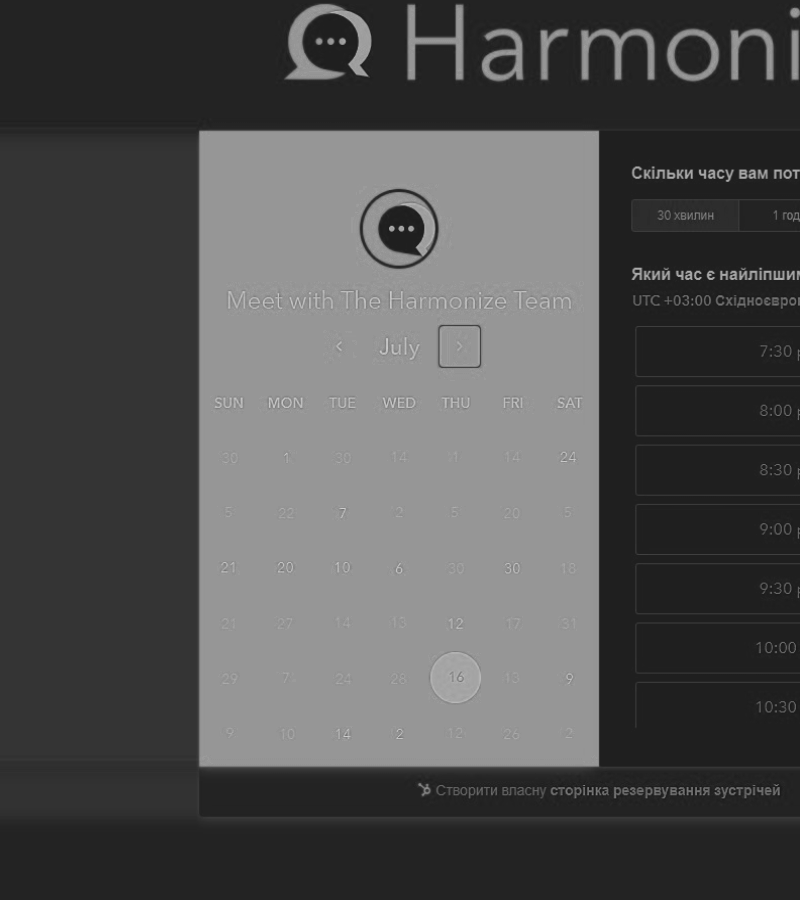 Harmoni
Meet with The Harmonize Team
July
SUN MON TUE WED THU FRI SAT
30 1 30 14 1 14 24
5 22 7 2 5 20 5
21 20 10 6 30 30 18
21 27 14 13 12 17 31
29 7 24 28 16 13 9
9 10 14 2 12 26 2
Скільки часу вам пот
30 хвилин 1 год
Який час є найліпшим
UTC +03:00 Східноєвро
7:30
8:00
8:30
9:00
9:30
10:00
10:30
Створити власну сторінка резервування зустрічей